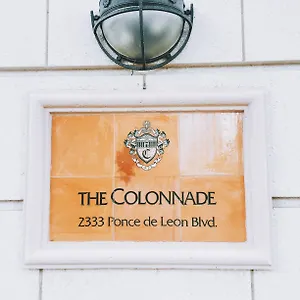 C
THE COLONNADE
2333 Ponce de Leon Blvd.